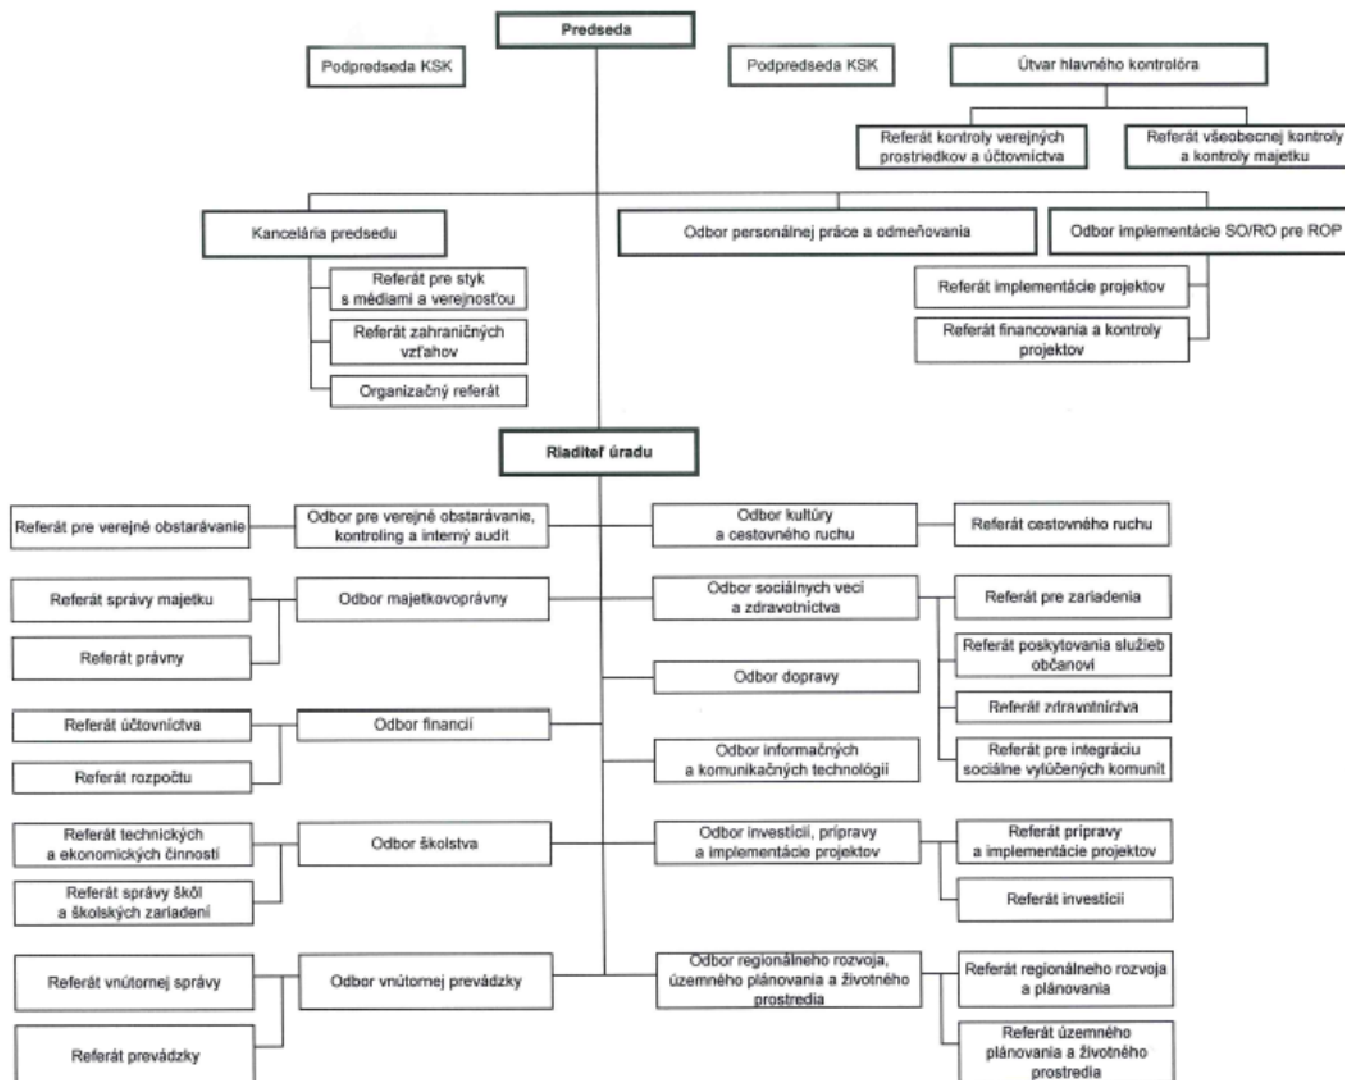 Predseda
Podpredseda KSK
Podpredseda KSK
Útvar hlavného kontrolóra
Referát kontroly verejných
prostriedkov a účtovníctva
Referát všeobecnej kontroly
a kontroly majetku
Kancelária predsedu
Odbor personálnej práce a odmeňovania
Odbor implementácie SO/RO pre ROP
Referát pre styk
s médiami a verejnosťou
Referát zahraničných
vzťahov
Organizačný referát
Referát implementácie projektov
Referát financovania a kontroly
projektov
Riaditeľ úradu
Referát pre verejné obstarávanie
Odbor pre verejné obstarávanie,
kontroling a interný audit
Odbor kultúry
a cestovného ruchu
Referát cestovného ruchu
Referát správy majetku
Odbor majetkovoprávny
Odbor sociálnych vecí
a zdravotníctva
Referát pre zariadenia
Referát právny
Referát poskytovania služieb
občanovi
Odbor dopravy
Referát zdravotníctva
Referát účtovníctva
Odbor financií
Referát rozpočtu
Odbor informačných
a komunikačných technológií
Referát pre integráciu
sociálne vylúčených komunit
Referát technických
a ekonomických činností
Odbor školstva
Odbor investícií, prípravy
a implementácie projektov
Referát prípravy
a implementácie projektov
Referát správy škôl
a školských zariadení
Referát investícií
Referát vnútornej správy
Odbor vnútornej prevádzky
Odbor regionálneho rozvoja,
územného plánovania a životného
prostredia
Referát regionálneho rozvoja
a plánovania
Referát prevádzky
Referát územného
plánovania a životného
prostredia